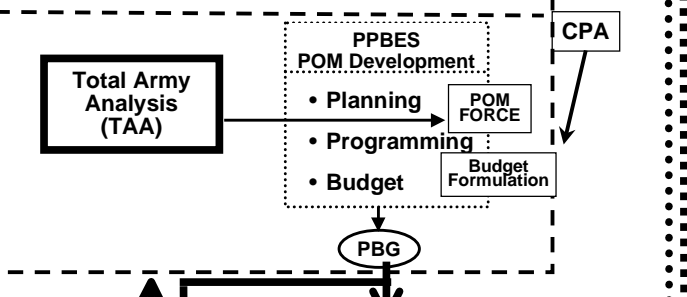 CPA
PPBES
POM Development
Total Army
Analysis
(TAA)
• Planning
POM
FORCE
• Programming
Budget
Formulation
• Budget
PBG